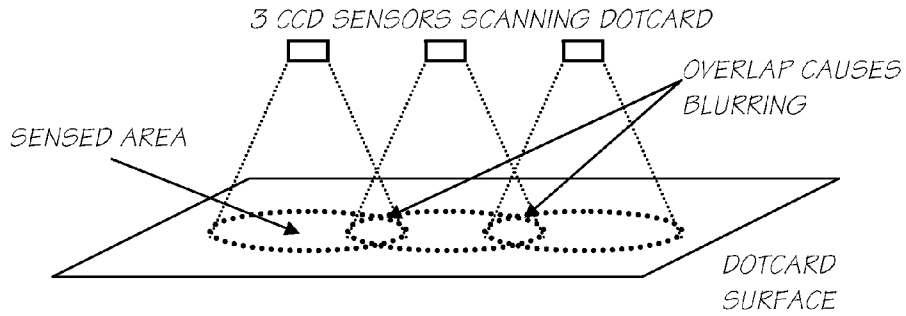 3 CCD SENSORS SCANNING DOTCARD
OVERLAP CAUSES
BLURRING
SENSED AREA
DOTCARD
SURFACE